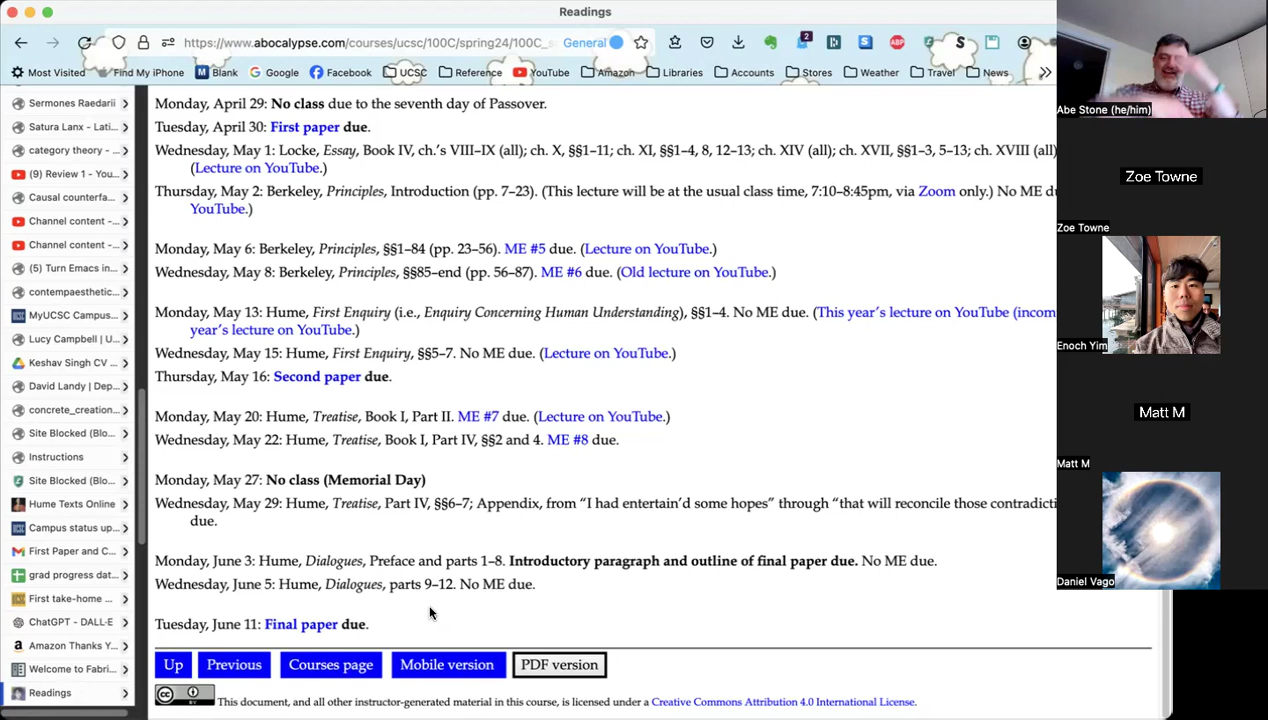 Readings
https://www.abocalypse.com/courses/ucsc/100C/spring24/100C_s
General
2
ABP
Most Visited
Find My iPhone
Blank
Google
Facebook
UCSC
Reference
YouTube
Amazon
Libraries
Accounts
Stores
Weather
Travel
News
Sermones Raedarii
Satura Lanx - Lati...
category theory - ...
(9) Review 1 - You...
Causal counterfa...
Channel content -...
Channel content -...
(5) Turn Emacs in...
contempaesthetic...
MyUCSC Campus...
Lucy Campbell | U...
Keshav Singh CV ...
David Landy | Dep...
concrete_creation...
Site Blocked (Blo...
Instructions
Site Blocked (Blo...
Hume Texts Online
Campus status up...
First Paper and C...
grad progress dat...
First take-home ...
ChatGPT - DALL·E
Amazon Thanks Y...
Welcome to Fabri...
Readings
Monday, April 29: No class due to the seventh day of Passover.
Tuesday, April 30: First paper due.
Wednesday, May 1: Locke, Essay, Book IV, ch.'s VIII–IX (all); ch. X, §§1–11; ch. XI, §§1–4, 8, 12–13; ch. XIV (all); ch. XVII, §§1–3, 5–13; ch. XVIII (all)
(Lecture on YouTube.)
Thursday, May 2: Berkeley, Principles, Introduction (pp. 7–23). (This lecture will be at the usual class time, 7:10–8:45pm, via Zoom only.) No ME du
YouTube.)
Monday, May 6: Berkeley, Principles, §§1–84 (pp. 23–56). ME #5 due. (Lecture on YouTube.)
Wednesday, May 8: Berkeley, Principles, §§85–end (pp. 56–87). ME #6 due. (Old lecture on YouTube.)
Monday, May 13: Hume, First Enquiry (i.e., Enquiry Concerning Human Understanding), §§1–4. No ME due. (This year's lecture on YouTube (incom
year's lecture on YouTube.)
Wednesday, May 15: Hume, First Enquiry, §§5–7. No ME due. (Lecture on YouTube.)
Thursday, May 16: Second paper due.
Monday, May 20: Hume, Treatise, Book I, Part II. ME #7 due. (Lecture on YouTube.)
Wednesday, May 22: Hume, Treatise, Book I, Part IV, §§2 and 4. ME #8 due.
Monday, May 27: No class (Memorial Day)
Wednesday, May 29: Hume, Treatise, Part IV, §§6–7; Appendix, from “I had entertain'd some hopes” through “that will reconcile those contradicti
due.
Monday, June 3: Hume, Dialogues, Preface and parts 1–8. Introductory paragraph and outline of final paper due. No ME due.
Wednesday, June 5: Hume, Dialogues, parts 9–12. No ME due.
Tuesday, June 11: Final paper due.
Up
Previous
Courses page
Mobile version
PDF version
cc BY This document, and all other instructor-generated material in this course, is licensed under a Creative Commons Attribution 4.0 International License.
Abe Stone (he/him)
Zoe Towne
Zoe Towne
Enoch Yim
Matt M
Matt M
Daniel Vago